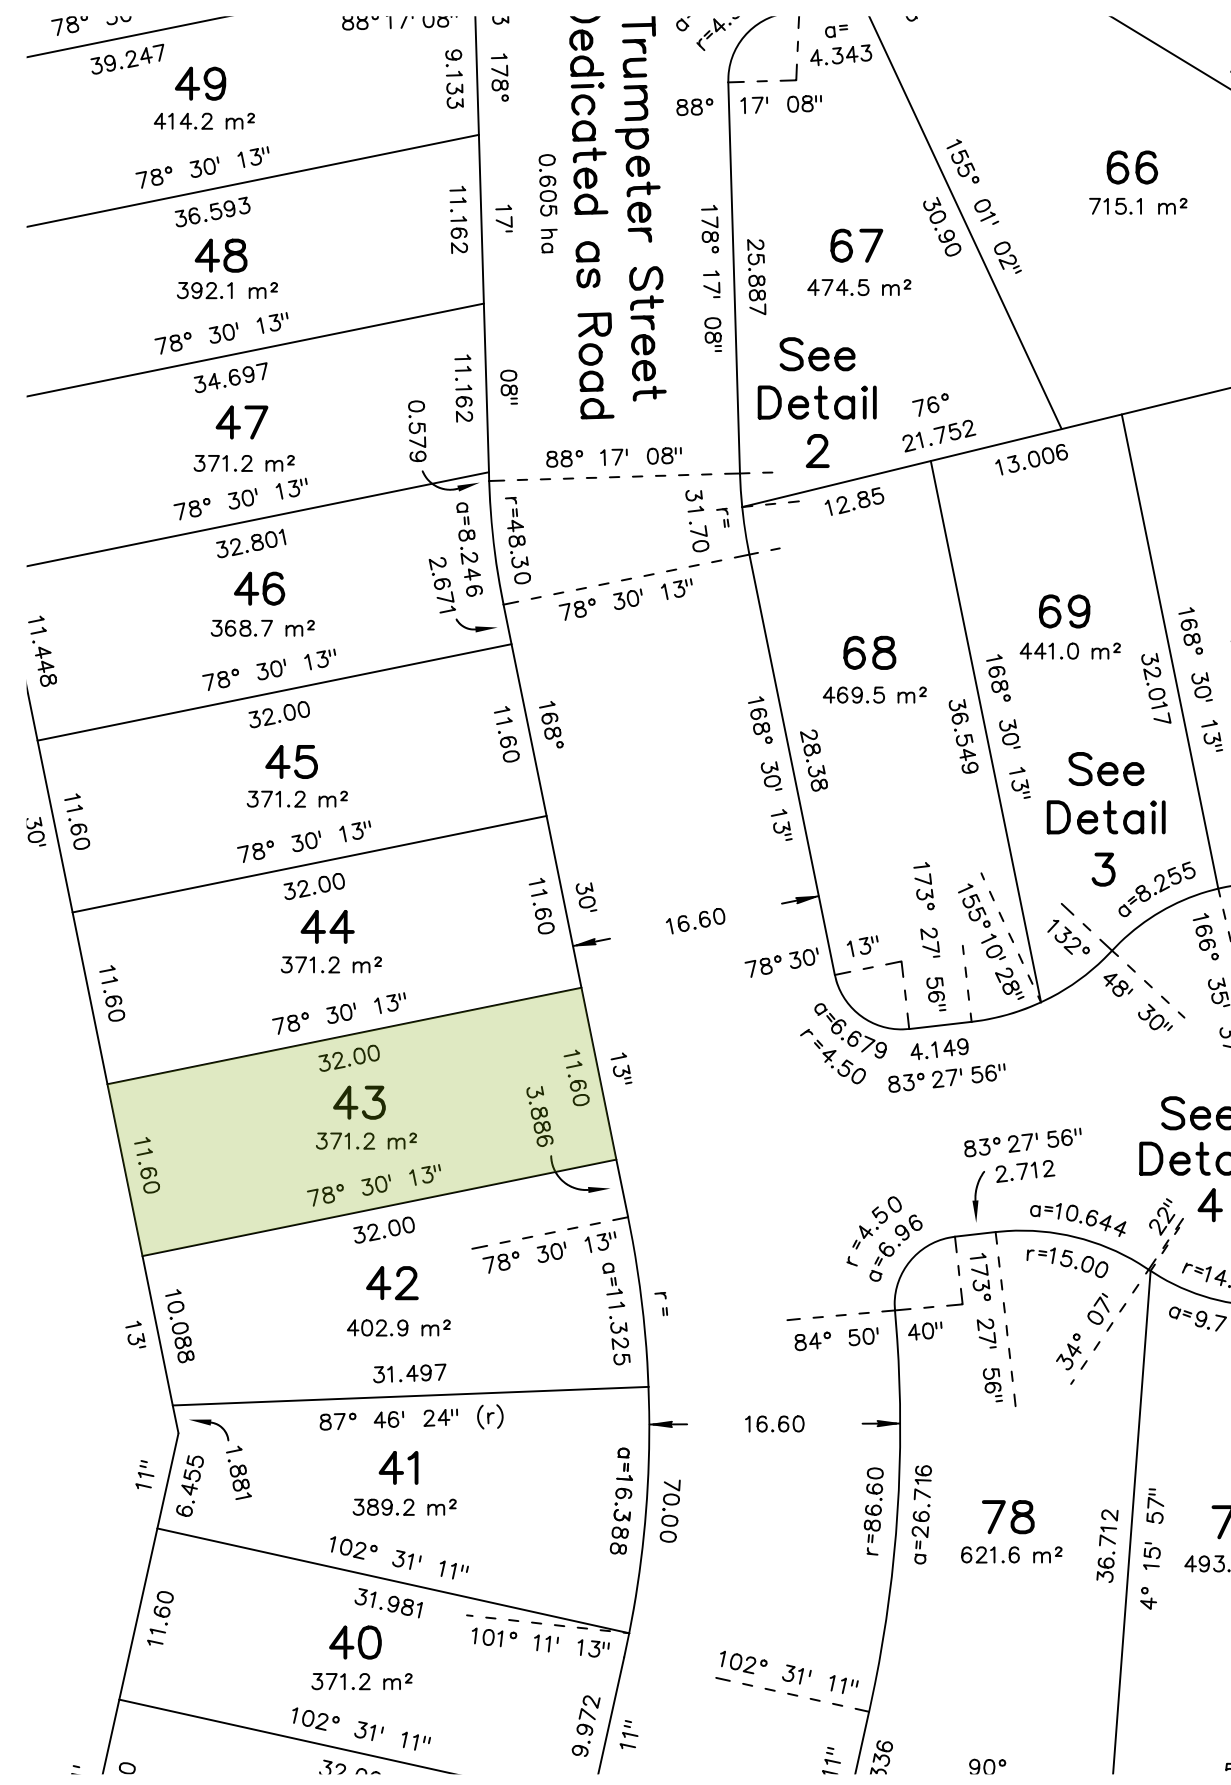 88°17'08"
39.247
49
414.2 m²
9.133
178°
78° 30' 13"
36.593
48
392.1 m²
11.162
17'
0.605 ha
Dedicated as Road
Trumpeter Street
78° 30' 13"
34.697
47
371.2 m²
11.162
08"
0.579
78° 30' 13"
32.801
46
368.7 m²
11.448
a=8.246
2.671
r=48.30
88° 17' 08"
r=
31.70
78° 30' 13"
78° 30' 13"
32.00
45
371.2 m²
11.60
11.60
168°
30'
78° 30' 13"
32.00
44
371.2 m²
11.60
11.60
30'
16.60
78° 30' 13"
32.00
43
371.2 m²
11.60
11.60
13"
3.886
78° 30' 13"
32.00
78° 30' 13"
42
402.9 m²
10.088
13'
a=11.325
r=
31.497
87° 46' 24" (r)
41
389.2 m²
11"
6.455
1.881
a=16.388
70.00
16.60
102° 31' 11"
31.981
101° 11' 13"
40
371.2 m²
11.60
9.972
11"
102° 31' 11"
32.00
a=
4.343
88° 17' 08"
178° 17' 08"
25.887
67
474.5 m²
155° 01' 02"
30.90
66
715.1 m²
See
Detail
2
76°
21.752
12.85
13.006
68
469.5 m²
168° 30' 13"
28.38
36.549
168° 30' 13"
69
441.0 m²
32.017
168° 30' 13"
See
Detail
3
a=8.255
78°30' 13"
173° 27' 56"
155°10' 28"
132° 48' 30"
166° 35'
a=6.679
r=4.50
4.149
83°27'56"
See
4
83°27'56"
2.712
r=4.50
a=6.96
a=10.644
r=15.00
22"
34° 07'
r=14.
a=9.7
84° 50' 40"
173° 27' 56"
r=86.60
a=26.716
78
621.6 m²
36.712
4° 15' 57"
493.
102° 31' 11"
11"
336
90°